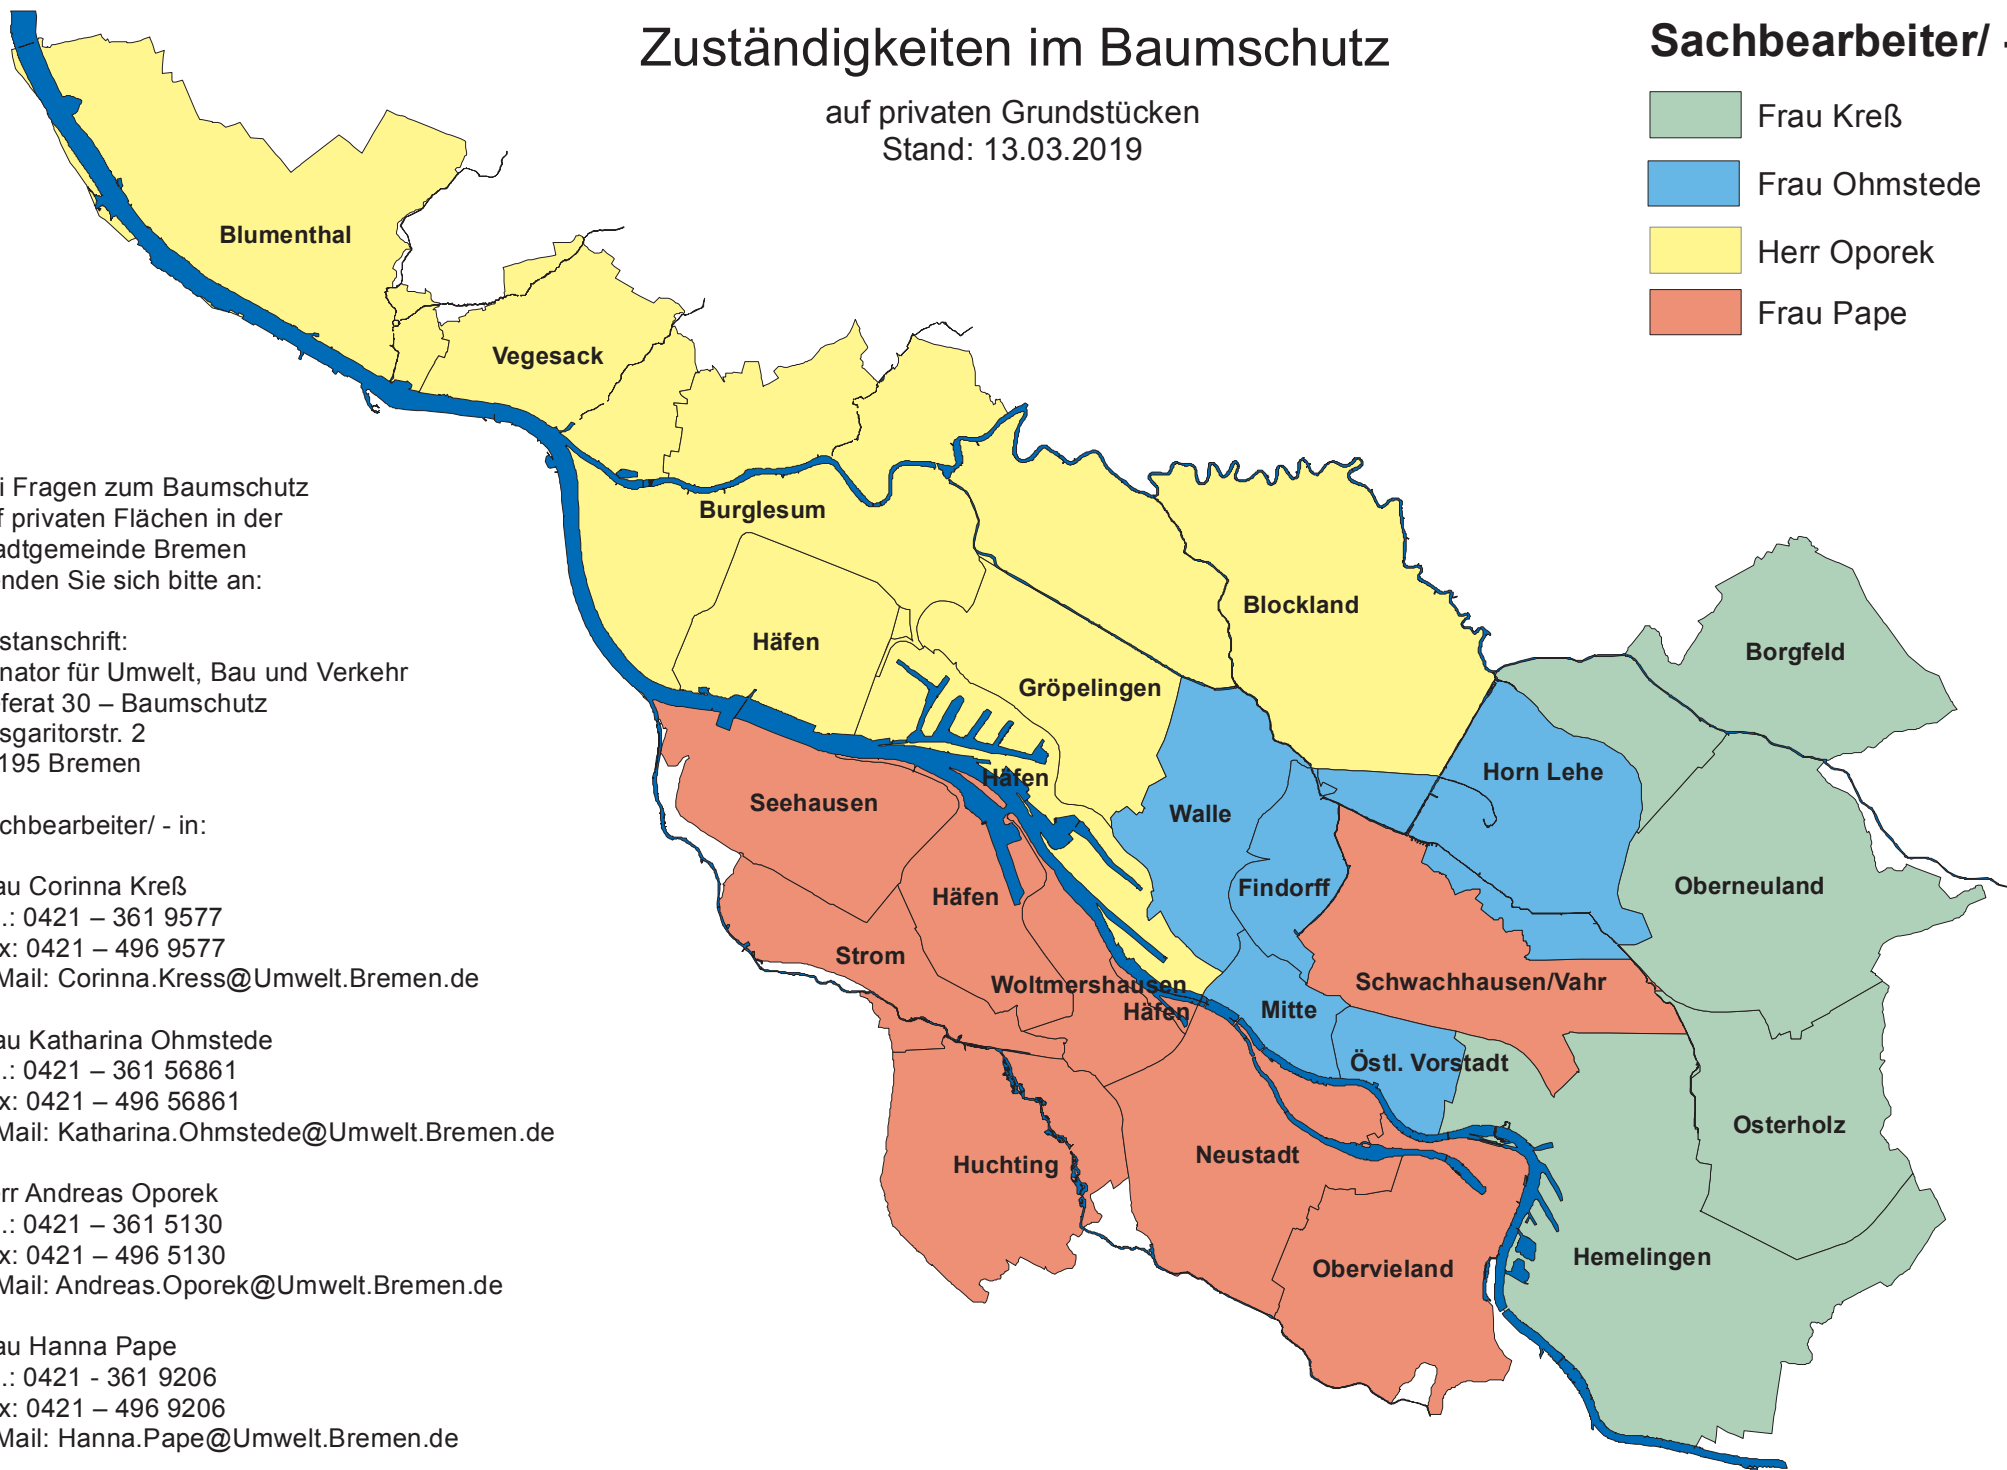 Zuständigkeiten im Baumschutz
auf privaten Grundstücken
Stand: 13.03.2019
Sachbearbeiter/ -
Frau Kreß
Frau Ohmstede
Herr Oporek
Frau Pape
Blumenthal
Vegesack
Burglesum
Häfen
Gröpelingen
Blockland
Borgfeld
Häfen
Horn Lehe
Seehausen
Walle
Findorff
Oberneuland
Häfen
Strom
Woltmershausen
Häfen
Mitte
Schwachhausen/Vahr
Östl. Vorstadt
Osterholz
Huchting
Neustadt
Obervieland
Hemelingen
i Fragen zum Baumschutz
f privaten Flächen in der
adtgemeinde Bremen
enden Sie sich bitte an:
stanschrift:
nator für Umwelt, Bau und Verkehr
ferat 30 – Baumschutz
sgaritorstr. 2
195 Bremen
chbearbeiter/ - in:
au Corinna Kreß
.: 0421 – 361 9577
x: 0421 – 496 9577
Mail: Corinna.Kress@Umwelt.Bremen.de
au Katharina Ohmstede
.: 0421 – 361 56861
x: 0421 – 496 56861
Mail: Katharina.Ohmstede@Umwelt.Bremen.de
rr Andreas Oporek
.: 0421 – 361 5130
x: 0421 – 496 5130
Mail: Andreas.Oporek@Umwelt.Bremen.de
au Hanna Pape
.: 0421 - 361 9206
x: 0421 – 496 9206
Mail: Hanna.Pape@Umwelt.Bremen.de